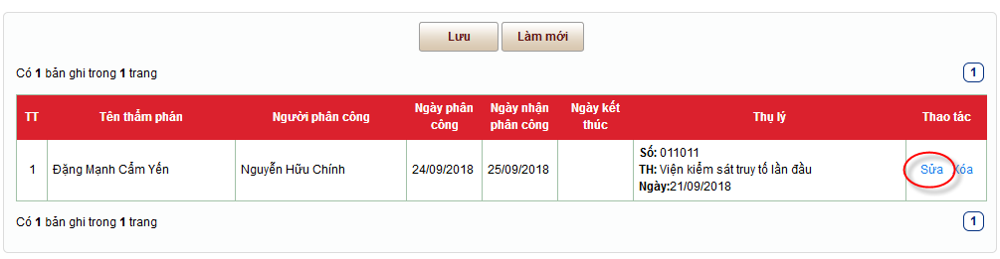 Lưu Làm mới
Có 1 bản ghi trong 1 trang 1
TT Tên thẩm phán Người phân công Ngày phân công Ngày nhận phân công Ngày kết thúc Thụ lý Thao tác
1 Đặng Mạnh Cẩm Yến Nguyễn Hữu Chính 24/09/2018 25/09/2018 Số: 011011
TH: Viện kiểm sát truy tố lần đầu
Ngày:21/09/2018
Sửa Xóa
Có 1 bản ghi trong 1 trang 1